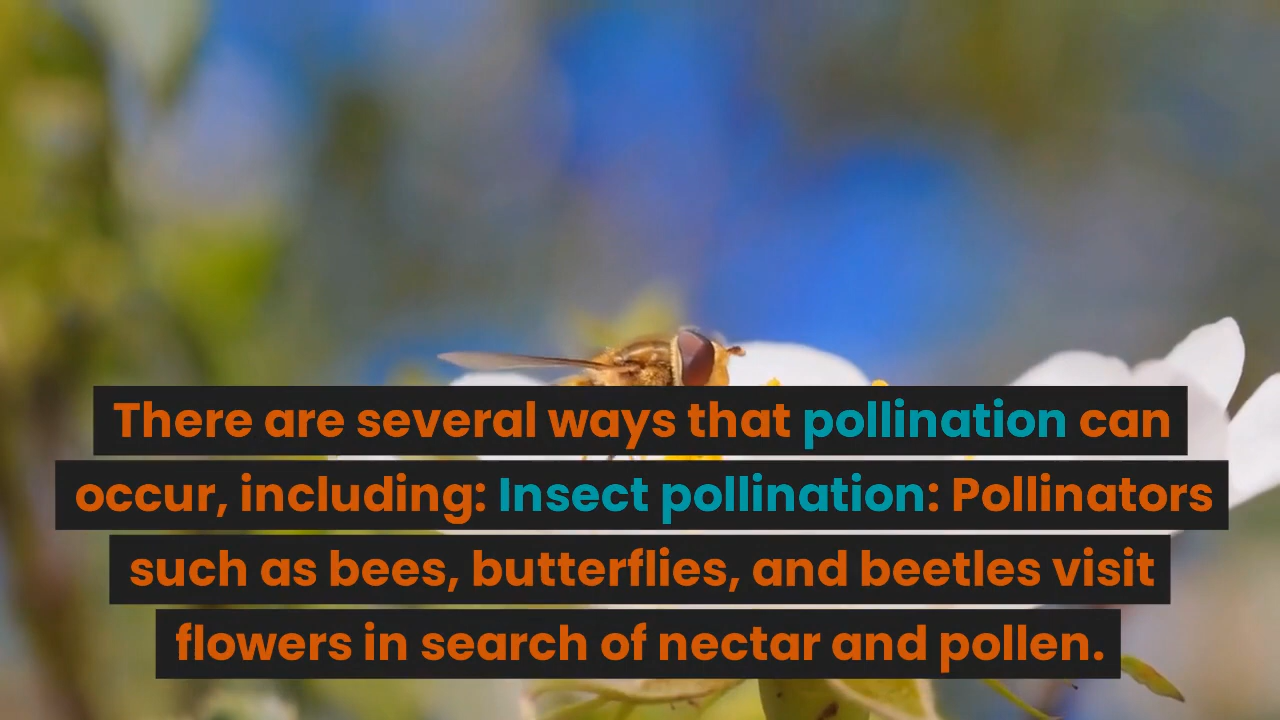 There are several ways that pollination can
occur, including: Insect pollination: Pollinators
such as bees, butterflies, and beetles visit
flowers in search of nectar and pollen.